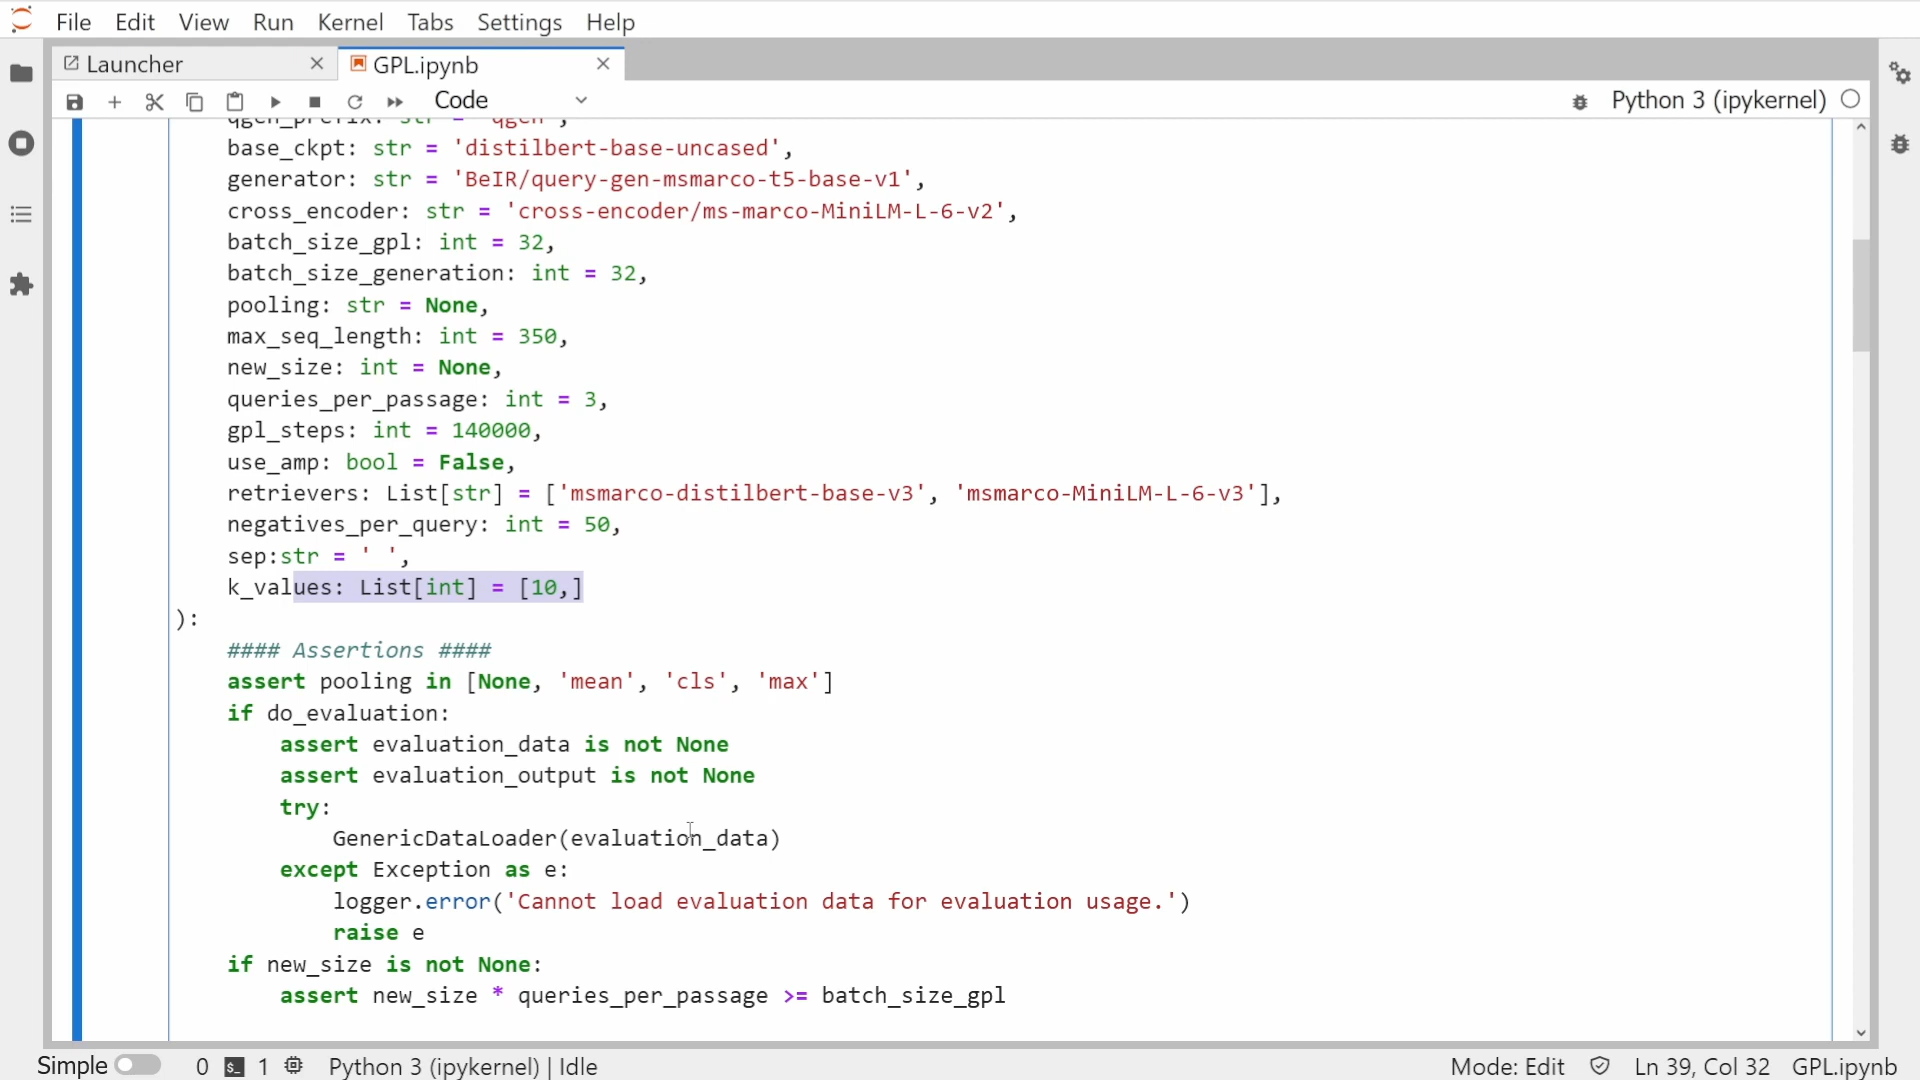 File Edit View Run Kernel Tabs Settings Help
Launcher GPL.ipynb
Code Python 3 (ipykernel)
qgen_prefix: str = 'qgen',
base_ckpt: str = 'distilbert-base-uncased',
generator: str = 'BeIR/query-gen-msmarco-t5-base-v1',
cross_encoder: str = 'cross-encoder/ms-marco-MiniLM-L-6-v2',
batch_size_gpl: int = 32,
batch_size_generation: int = 32,
pooling: str = None,
max_seq_length: int = 350,
new_size: int = None,
queries_per_passage: int = 3,
gpl_steps: int = 140000,
use_amp: bool = False,
retrievers: List[str] = ['msmarco-distilbert-base-v3', 'msmarco-MiniLM-L-6-v3'],
negatives_per_query: int = 50,
sep:str = ' ',
k_values: List[int] = [10,]
):
#### Assertions ####
assert pooling in [None, 'mean', 'cls', 'max']
if do_evaluation:
assert evaluation_data is not None
assert evaluation_output is not None
try:
GenericDataLoader(evaluation_data)
except Exception as e:
logger.error('Cannot load evaluation data for evaluation usage.')
raise e
if new_size is not None:
assert new_size * queries_per_passage >= batch_size_gpl
Simple 0 1 Python 3 (ipykernel) | Idle Mode: Edit Ln 39, Col 32 GPL.ipynb